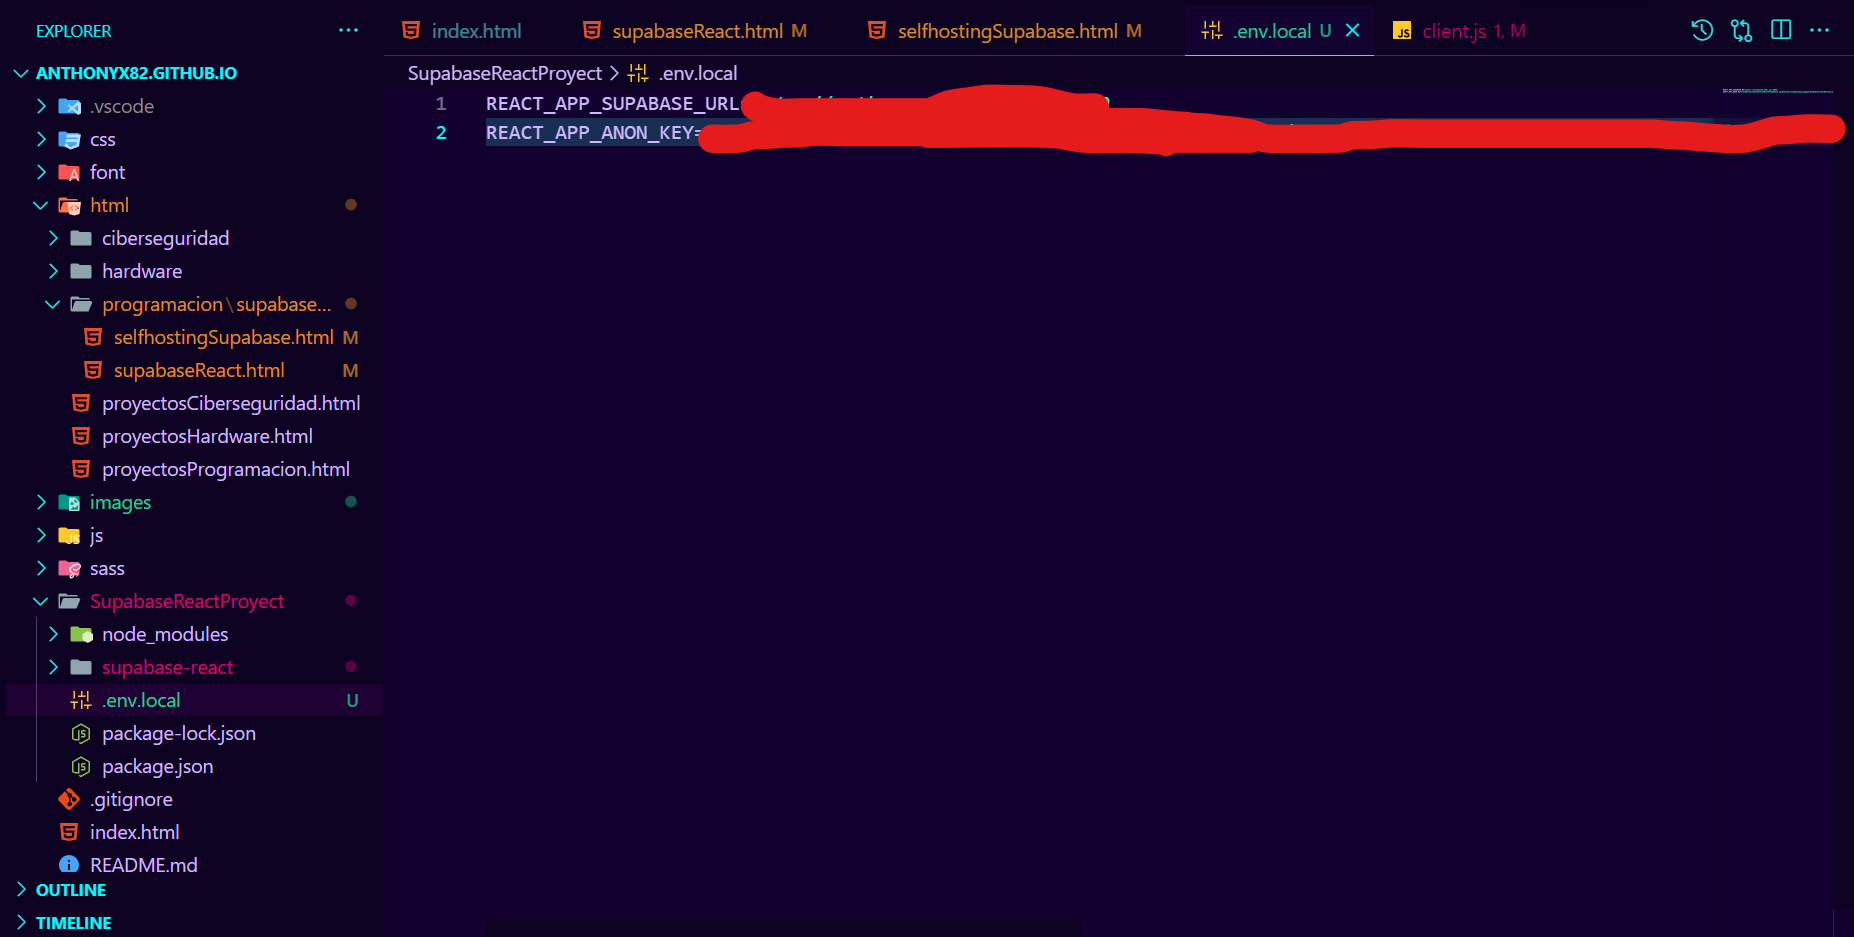 EXPLORER
index.html
supabaseReact.html M
selfhostingSupabase.html M
.env.local U
client.js 1, M
ANTHONYX82.GITHUB.IO
.vscode
css
font
html
ciberseguridad
hardware
programacion\supabase...
selfhostingSupabase.html M
supabaseReact.html M
proyectosCiberseguridad.html
proyectosHardware.html
proyectosProgramacion.html
images
js
sass
SupabaseReactProyect
node_modules
supabase-react
.env.local U
package-lock.json
package.json
.gitignore
index.html
README.md
OUTLINE
TIMELINE
SupabaseReactProyect > .env.local
1 REACT_APP_SUPABASE_URL
2 REACT_APP_ANON_KEY=